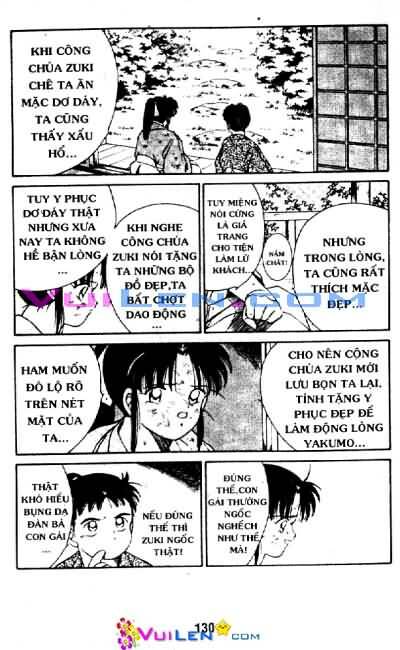 KHI CÔNG
CHÚA ZUKI
CHÊ TA ĂN
MẶC DƠ DÁY,
TA CŨNG
THẤY XẤU
HỔ...
TUY Y PHỤC
DƠ DÁY THẬT
NHƯNG XƯA
NAY TA KHÔNG
HỀ BẬN LÒNG
...
KHI NGHE
CÔNG CHÚA
ZUKI NÓI TẶNG
TA NHỮNG BỘ
ĐỒ ĐẸP,TA
BẤT CHỢT
DAO ĐỘNG
...
TUY MIỆNG
NÓI CỨNG
LÀ GIẢ
TRANG CHO
TIỆN LÀM LỮ
KHÁCH...
NẮM
CHẶT!
NHƯNG
TRONG LÒNG,
TA CŨNG RẤT
THÍCH MẶC
ĐẸP...
VUILEN.COM
HAM MUỐN
ĐÓ LỘ RÕ
TRÊN NÉT
MẶT CỦA
TA...
CHO NÊN CÔNG
CHÚA ZUKI MỚI
LƯU BỌN TA LẠI,
TÍNH TẶNG Y
PHỤC ĐẸP ĐỂ
LÀM ĐỘNG LÒNG
YAKUMO...
THẬT
KHÓ HIỂU
BỤNG DẠ
ĐÀN BÀ
CON GÁI
...
NẾU ĐÚNG
THẾ THÌ
ZUKI NGỐC
THẬT!
ĐÚNG
THẾ,CON
GÁI THƯỜNG
NGỐC
NGHẾCH
NHƯ THẾ
MÀ!
130
VUILEN.COM